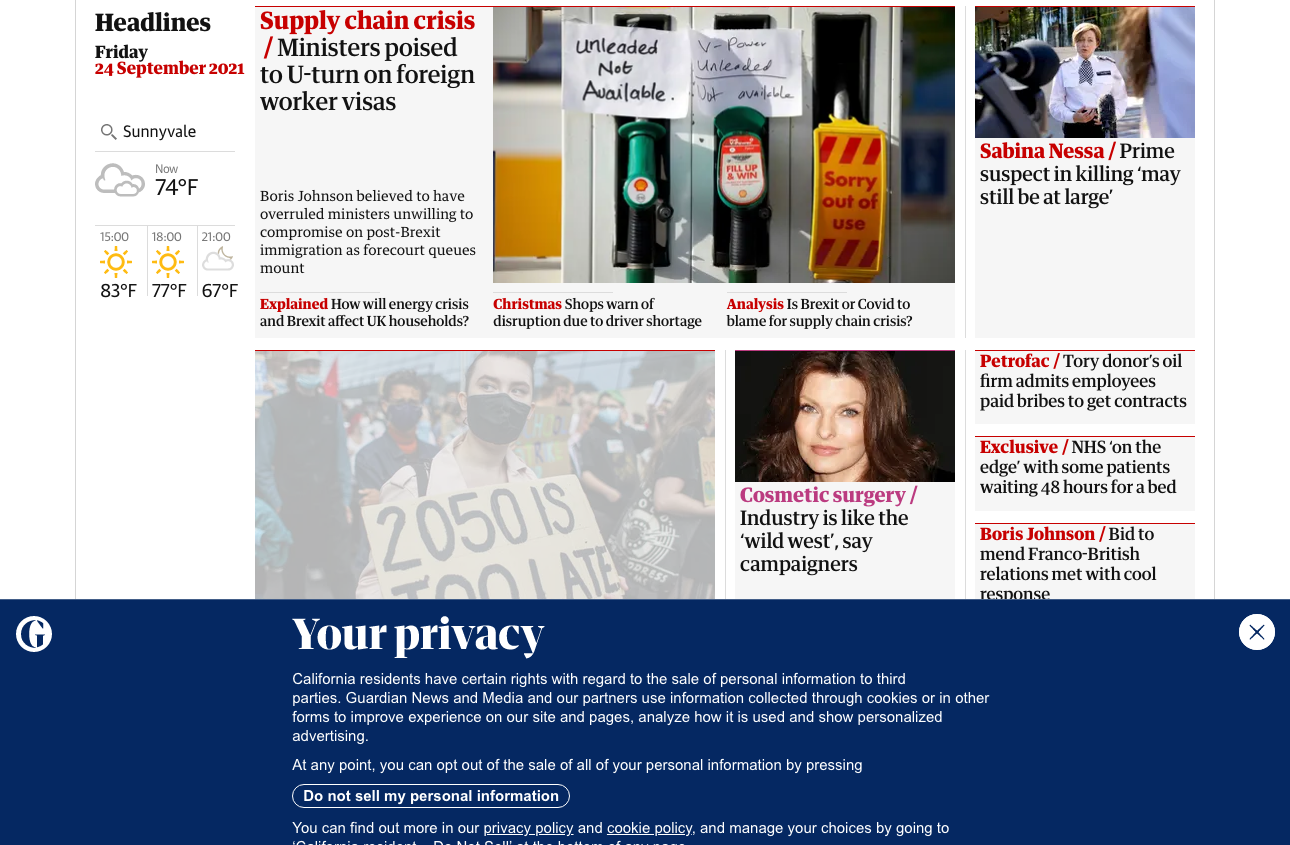 Headlines
Friday
24 September 2021
Sunnyvale
Now
74°F
15:00
83°F
18:00
77°F
21:00
67°F
Supply chain crisis
/ Ministers poised
to U-turn on foreign
worker visas
Boris Johnson believed to have
overruled ministers unwilling to
compromise on post-Brexit
immigration as forecourt queues
mount
Unleaded
Not
Available.
V-Power
Unleaded
Not available
FILL UP
& WIN
Sorry
out of
use
Explained How will energy crisis
and Brexit affect UK households?
Christmas Shops warn of
disruption due to driver shortage
Analysis Is Brexit or Covid to
blame for supply chain crisis?
Sabina Nessa / Prime
suspect in killing ‘may
still be at large’
2050 IS
TOO LATE
Cosmetic surgery /
Industry is like the
‘wild west’, say
campaigners
Petrofac / Tory donor’s oil
firm admits employees
paid bribes to get contracts
Exclusive / NHS ‘on the
edge’ with some patients
waiting 48 hours for a bed
Boris Johnson / Bid to
mend Franco-British
relations met with cool
response
Your privacy
California residents have certain rights with regard to the sale of personal information to third
parties. Guardian News and Media and our partners use information collected through cookies or in other
forms to improve experience on our site and pages, analyze how it is used and show personalized
advertising.
At any point, you can opt out of the sale of all of your personal information by pressing
Do not sell my personal information
You can find out more in our privacy policy and cookie policy, and manage your choices by going to
‘California resident – Do Not Sell’ at the bottom of any page